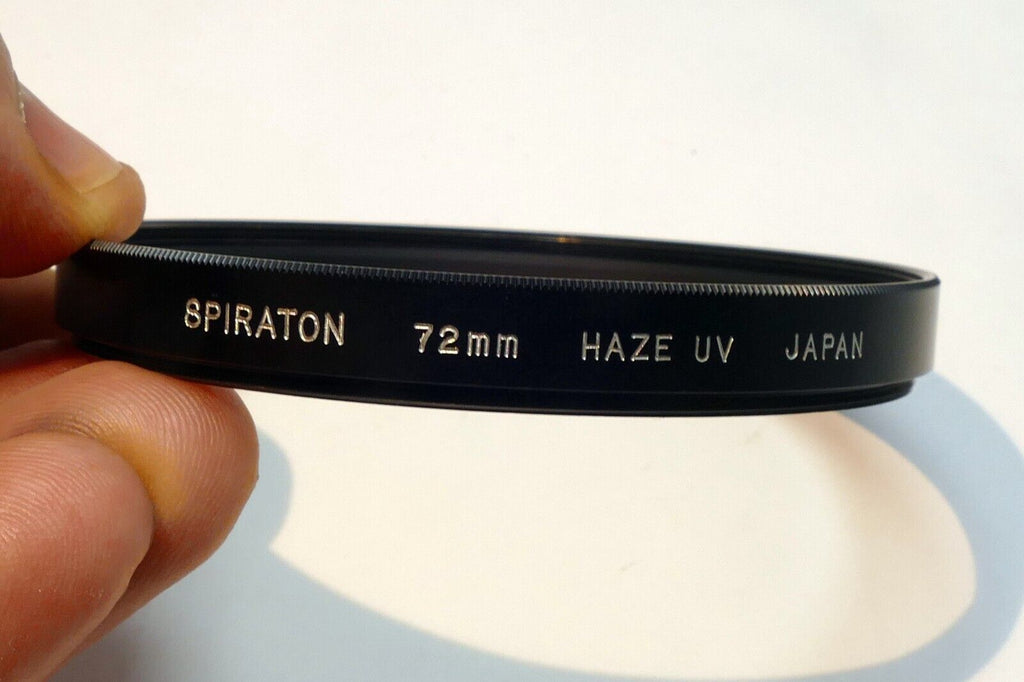 SPIRATON 72mm HAZE UV JAPAN